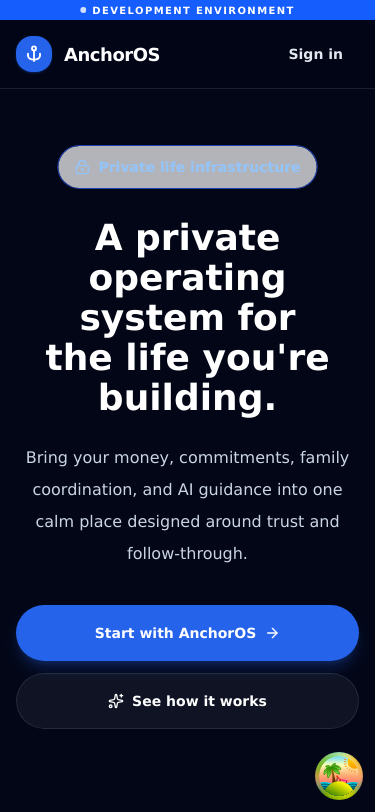 DEVELOPMENT ENVIRONMENT
AnchorOS
Sign in
Private life infrastructure
A private
operating
system for
the life you're
building.
Bring your money, commitments, family
coordination, and AI guidance into one
calm place designed around trust and
follow-through.
Start with AnchorOS
See how it works